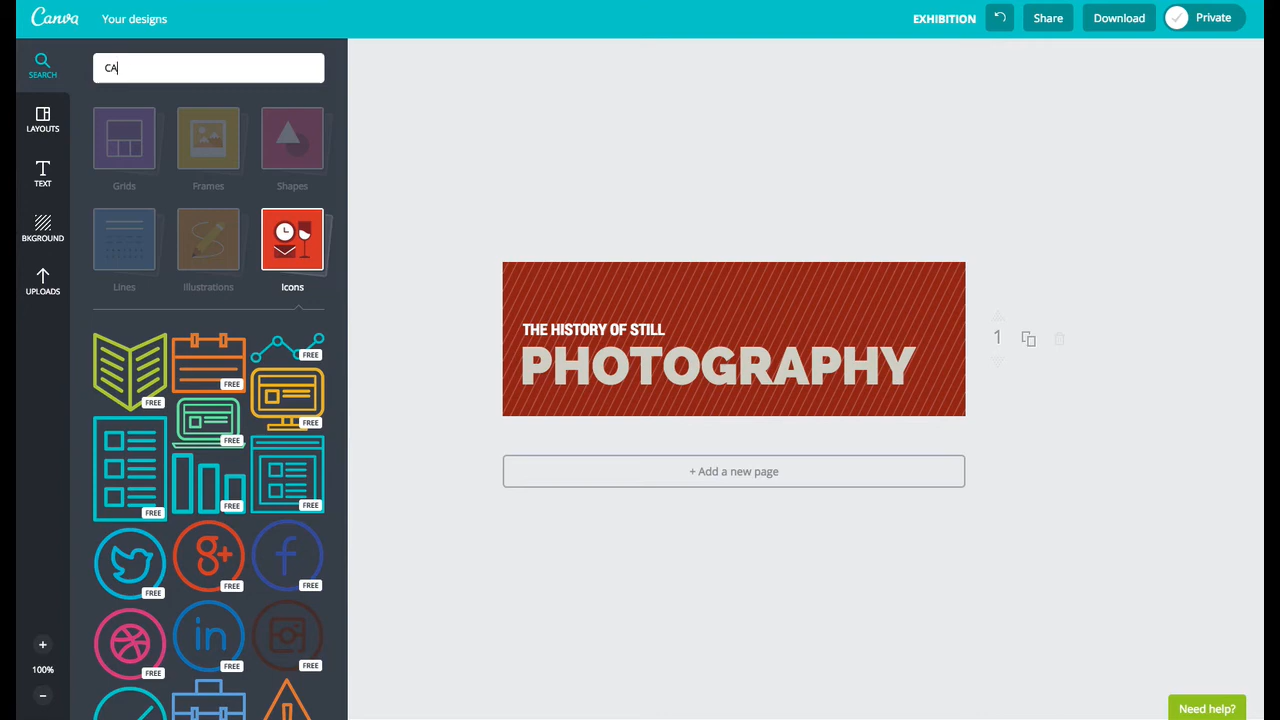 Canva
Your designs
EXHIBITION
Share
Download
Private
SEARCH
CA
LAYOUTS
TEXT
BKGROUND
UPLOADS
Grids
Frames
Shapes
Lines
Illustrations
Icons
FREE
FREE
FREE
FREE
FREE
FREE
FREE
FREE
g+
f
FREE
FREE
FREE
in
FREE
FREE
FREE
THE HISTORY OF STILL
PHOTOGRAPHY
1
+ Add a new page
+
100%
-
Need help?